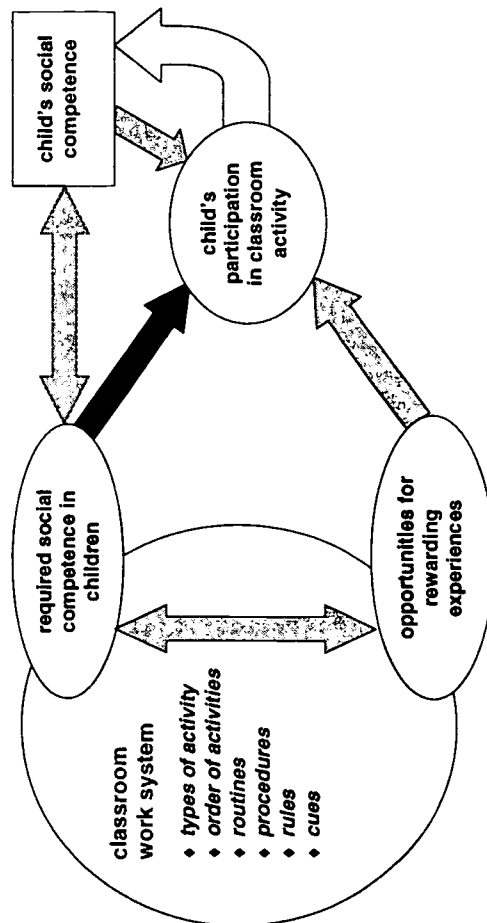 classroom
work system
♦ types of activity
♦ order of activities
♦ routines
♦ procedures
♦ rules
♦ cues
required social
competence in
children
opportunities for
rewarding
experiences
child's
participation
in classroom
activity
child's social
competence